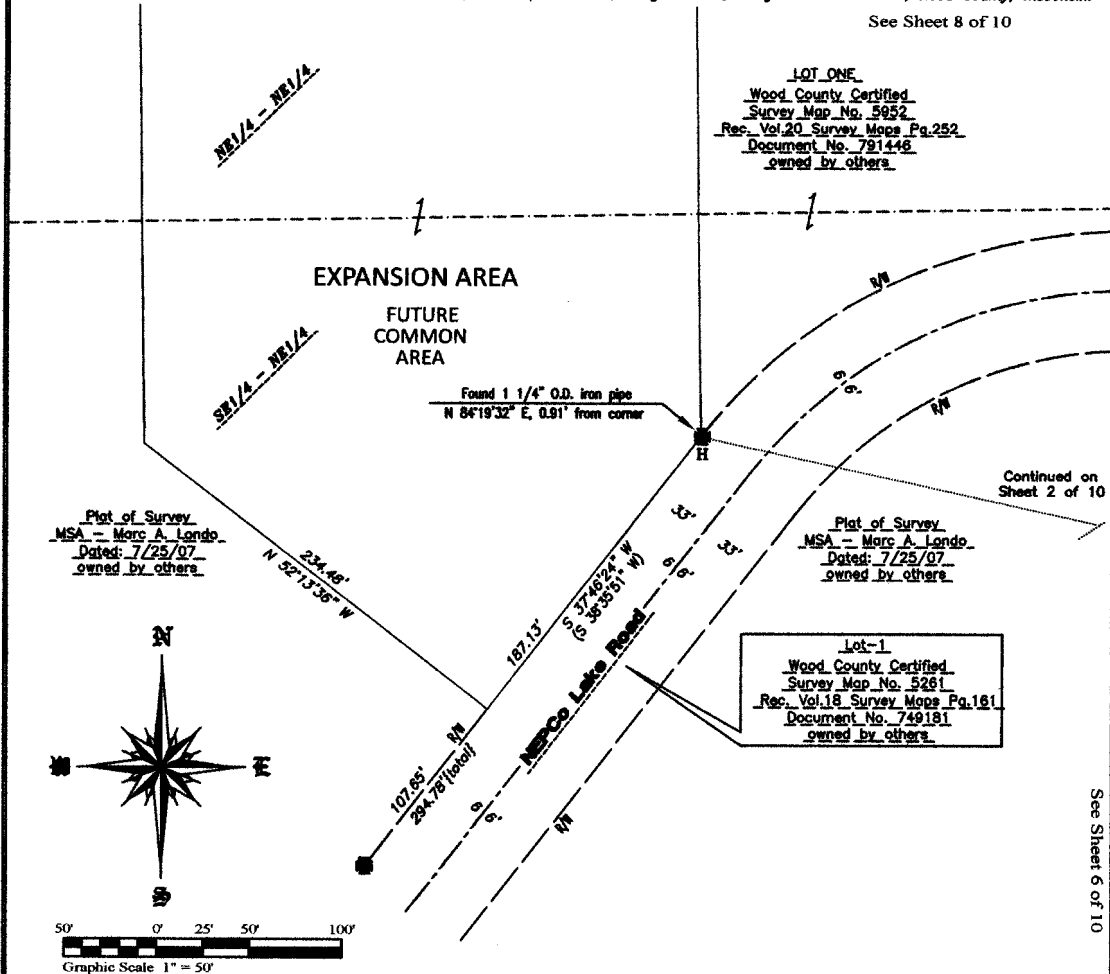 See Sheet 8 of 10
NE1/4 - NE1/4
LOT ONE
Wood County Certified
Survey Map No. 5952
Rec. Vol.20 Survey Maps Pg.252
Document No. 791446
owned by others
EXPANSION AREA
FUTURE
COMMON
AREA
SE1/4 - NE1/4
R/W
66'
R/W
Found 1 1/4" O.D. iron pipe
N 84°19'32" E, 0.91' from corner
H
Continued on
Sheet 2 of 10
Plat of Survey
MSA - Marc A. Londo
Dated: 7/25/07
owned by others
234.48'
N 52°13'36" W
187.13'
S 37°46'24" W
(S 38°35'51" W)
33'
33'
66'
Plat of Survey
MSA - Marc A. Londo
Dated: 7/25/07
owned by others
NEPCo Lake Road
Lot-1
Wood County Certified
Survey Map No. 5261
Rec. Vol.18 Survey Maps Pg.161
Document No. 749181
owned by others
R/W
107.65'
294.78'{total}
66'
R/W
N
W
E
S
See Sheet 6 of 10
50' 0' 25' 50' 100'
Graphic Scale 1" = 50'